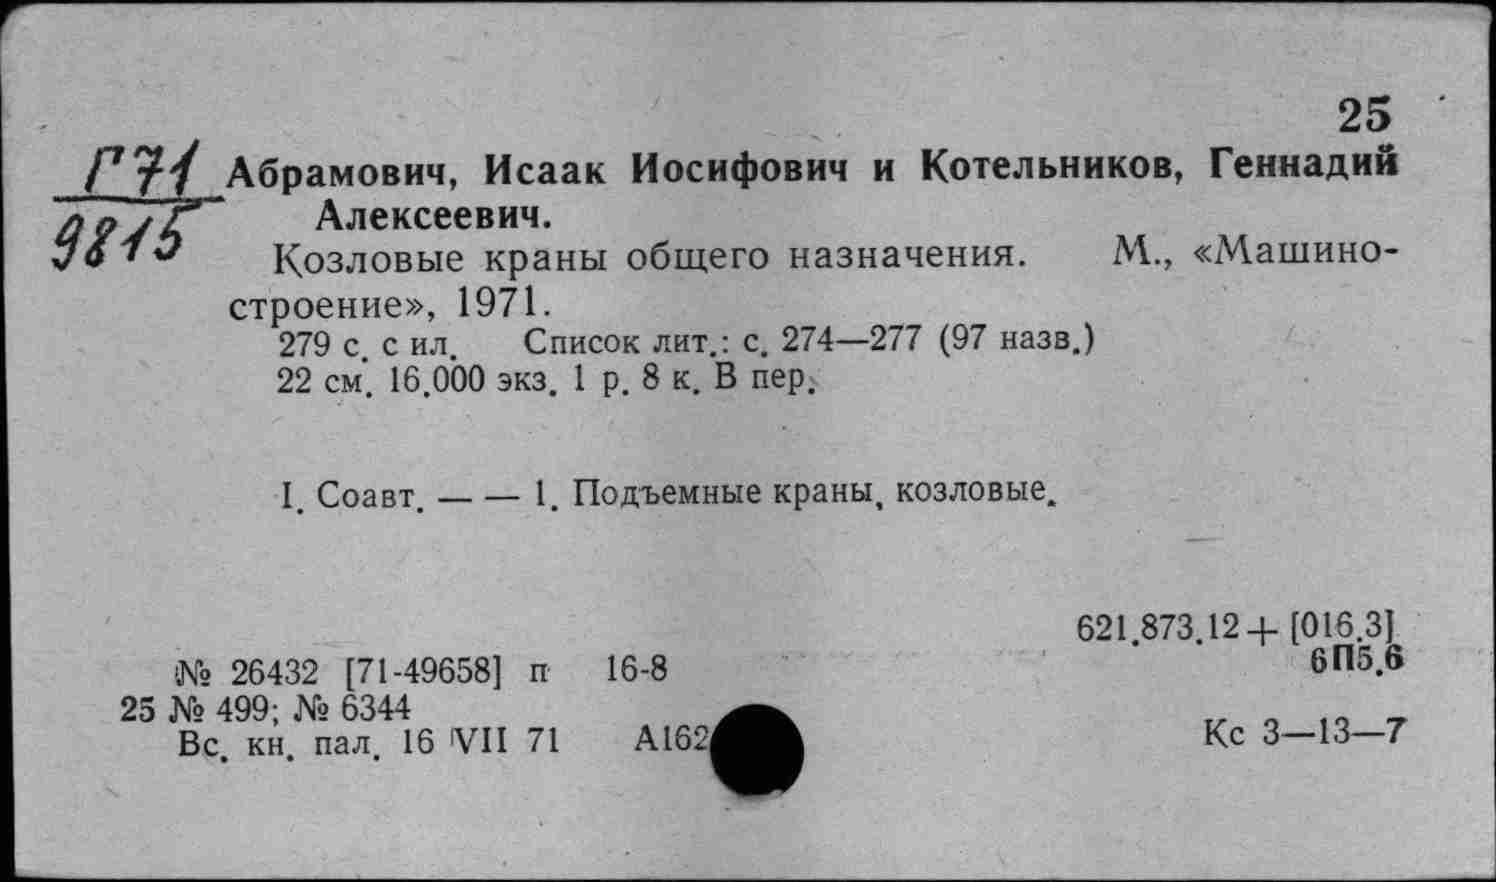 25
Г71
9815
Абрамович, Исаак Иосифович и Котельников, Геннадий
Алексеевич.
Козловые краны общего назначения. М., «Машино-
строение», 1971.
279 с. с ил. Список лит.: с. 274—277 (97 назв.)
22 см. 16.000 экз. 1 р. 8 к. В пер.
I. Соавт. — — 1. Подъемные краны, козловые.
621.873.12+[016.3]
6П5.6
№ 26432 [71-49658] п 16-8
25 № 499; № 6344
Вс. кн. пал. 16 VII 71 А162
Кс 3—13—7